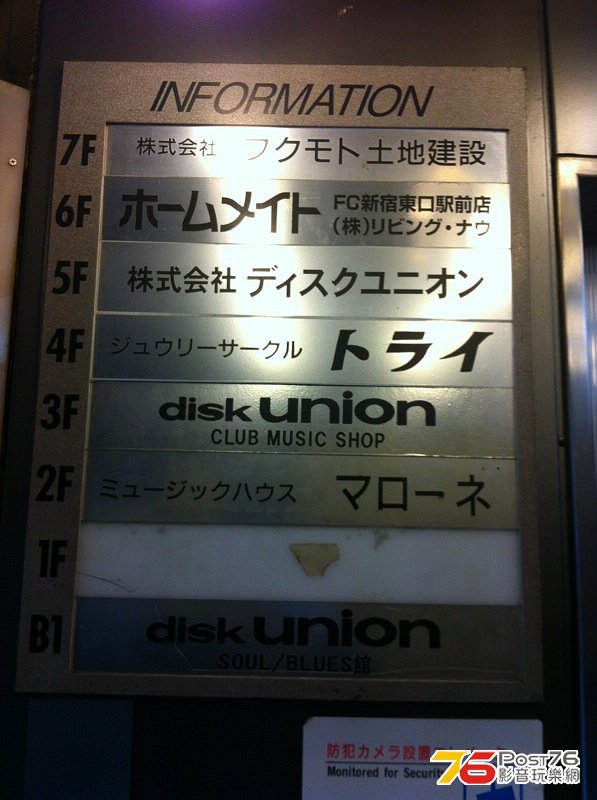 INFORMATION
7F 株式会社 フクモト土地建設
6F ホームメイト FC新宿東口駅前店
(株)リビング・ナウ
5F 株式会社 ディスクユニオン
4F ジュウリーサークル トライ
3F disk union
CLUB MUSIC SHOP
2F ミュージックハウス マローネ
1F
B1 disk union
SOUL/BLUES館
防犯カメラ設置
Monitored for Security
76 Post76
影音玩樂網